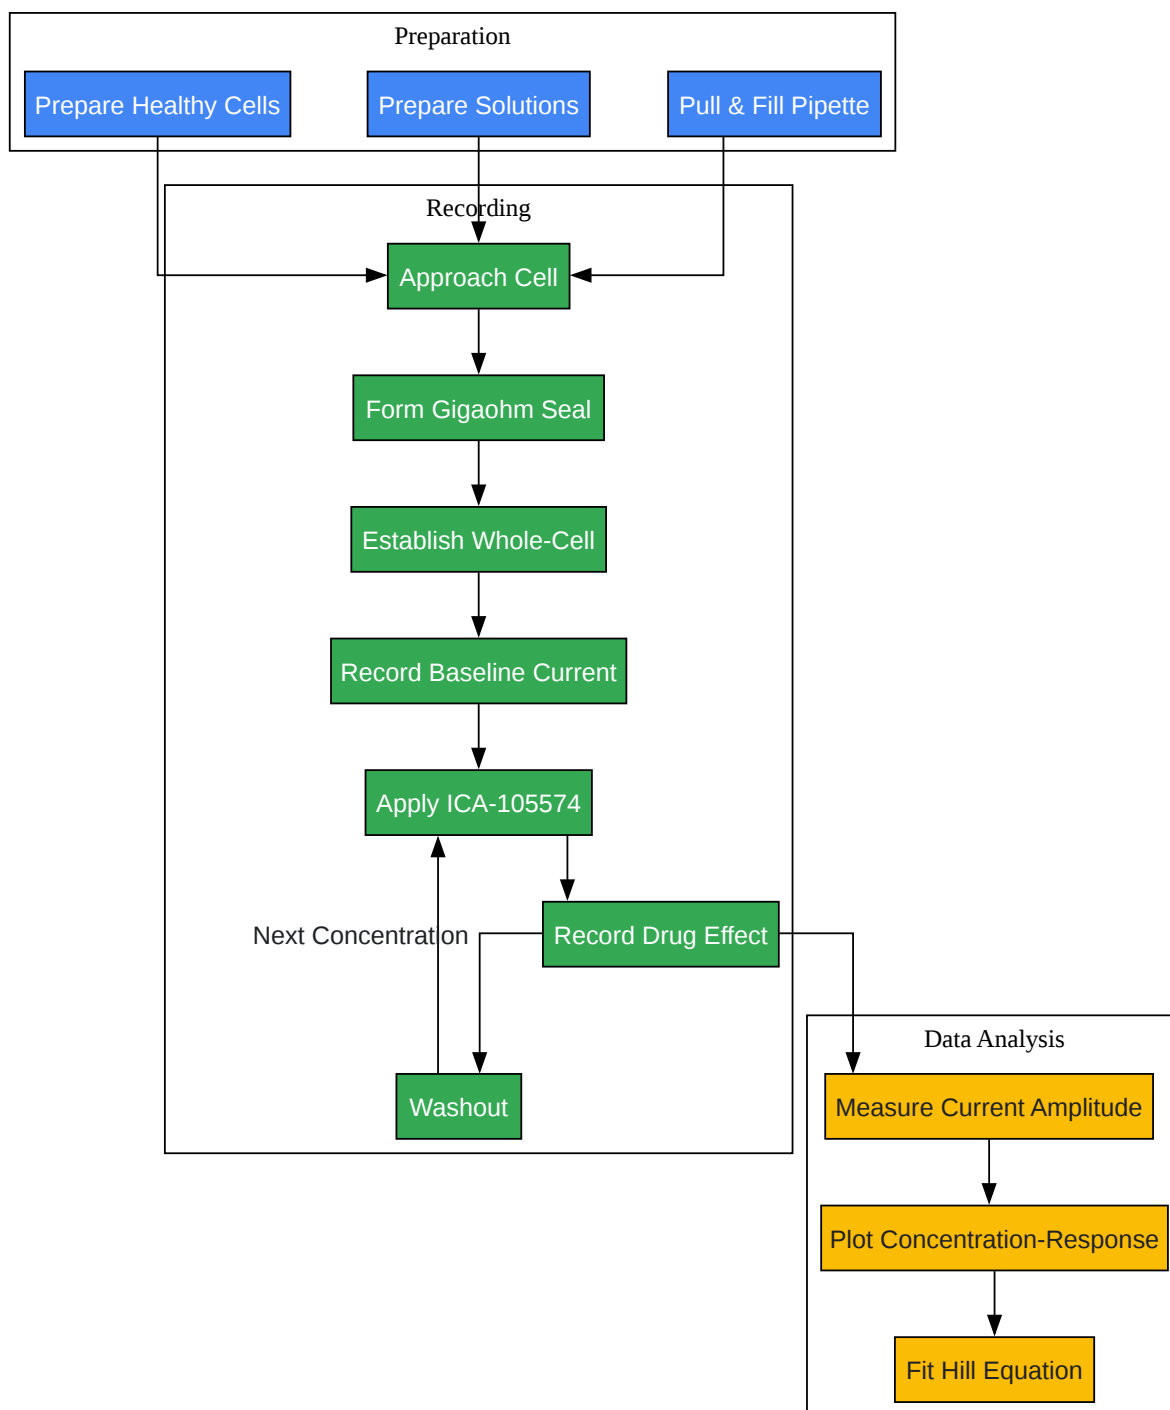 Preparation
Prepare Healthy Cells
Prepare Solutions
Pull & Fill Pipette
Recording
Approach Cell
Form Gigaohm Seal
Establish Whole-Cell
Record Baseline Current
Apply ICA-105574
Next Concentration
Record Drug Effect
Washout
Data Analysis
Measure Current Amplitude
Plot Concentration-Response
Fit Hill Equation